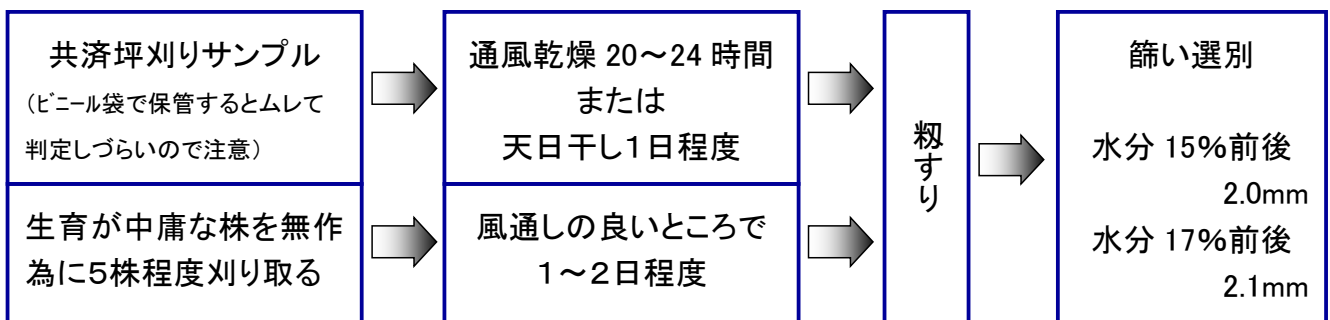 共済坪刈りサンプル
（ﾋﾞﾆｰﾙ袋で保管するとムレて
判定しづらいので注意）
生育が中庸な株を無作
為に５株程度刈り取る
通風乾燥 20～24 時間
または
天日干し１日程度
風通しの良いところで
１～２日程度
籾すり
篩い選別
水分 15%前後
2.0mm
水分 17%前後
2.1mm